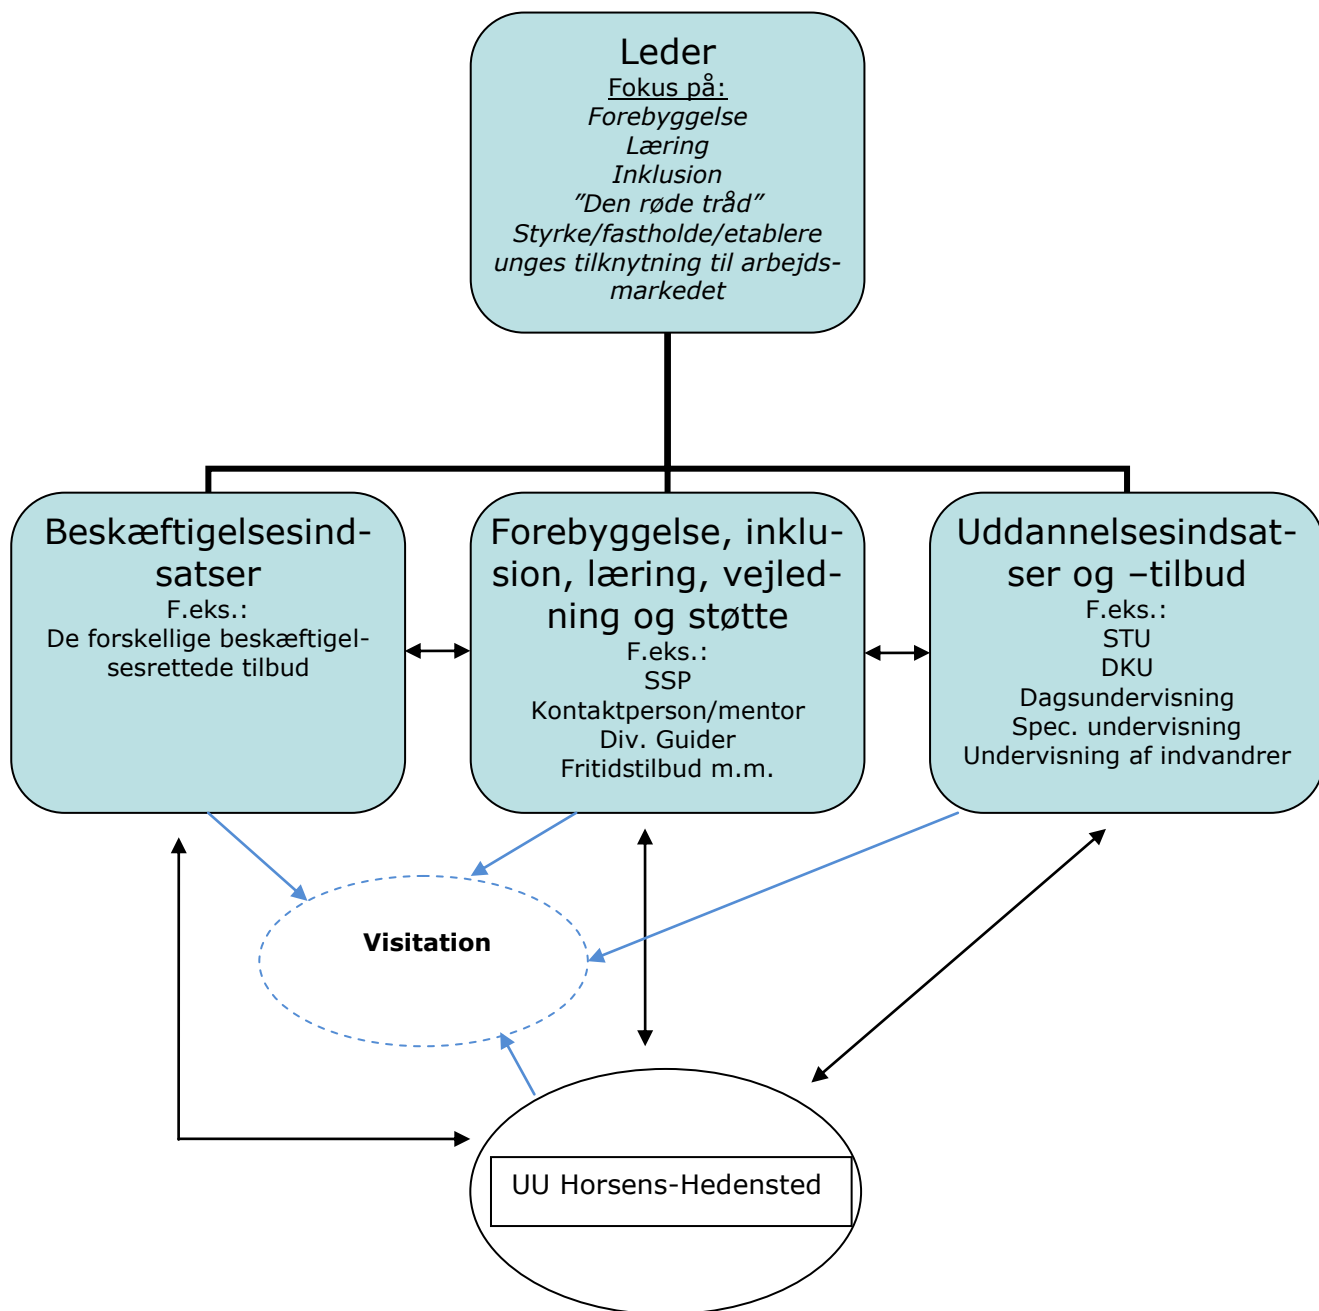 Leder
Fokus på:
Forebyggelse
Læring
Inklusion
”Den røde tråd”
Styrke/fastholde/etablere
unges tilknytning til arbejds-
markedet
Beskæftigelsesind-
satser
F.eks.:
De forskellige beskæftigel-
sesrettede tilbud
Forebyggelse, inklu-
sion, læring, vejled-
ning og støtte
F.eks.:
SSP
Kontaktperson/mentor
Div. Guider
Fritidstilbud m.m.
Uddannelsesindsat-
ser og –tilbud
F.eks.:
STU
DKU
Dagsundervisning
Spec. undervisning
Undervisning af indvandrer
Visitation
UU Horsens-Hedensted